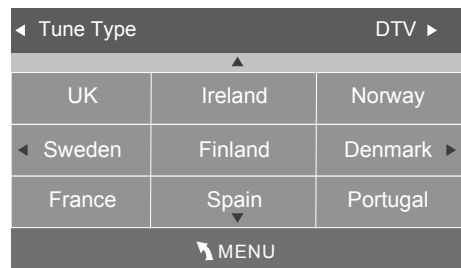 Tune Type DTV
UK Ireland Norway
Sweden Finland Denmark
France Spain Portugal
MENU